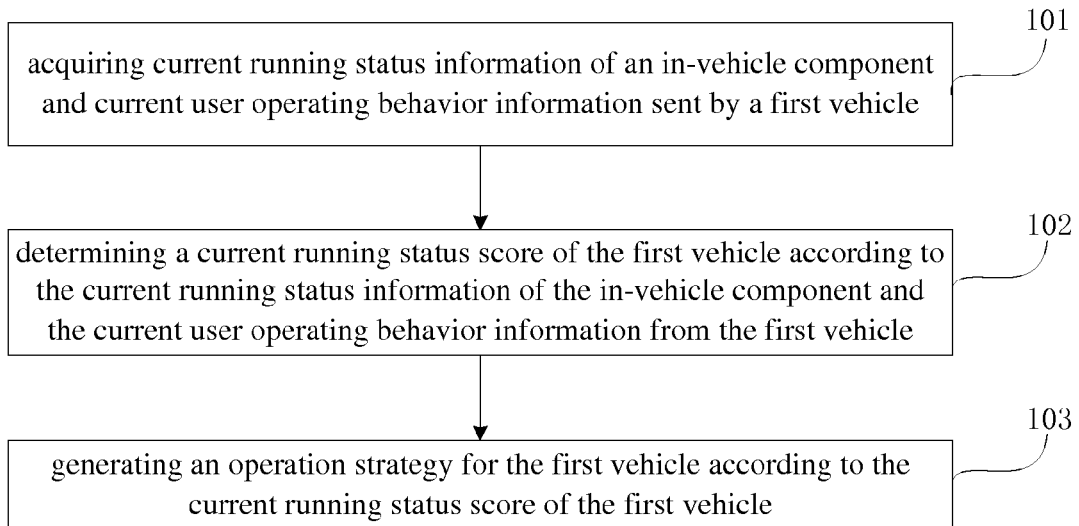 101
acquiring current running status information of an in-vehicle component
and current user operating behavior information sent by a first vehicle
102
determining a current running status score of the first vehicle according to
the current running status information of the in-vehicle component and
the current user operating behavior information from the first vehicle
103
generating an operation strategy for the first vehicle according to the
current running status score of the first vehicle